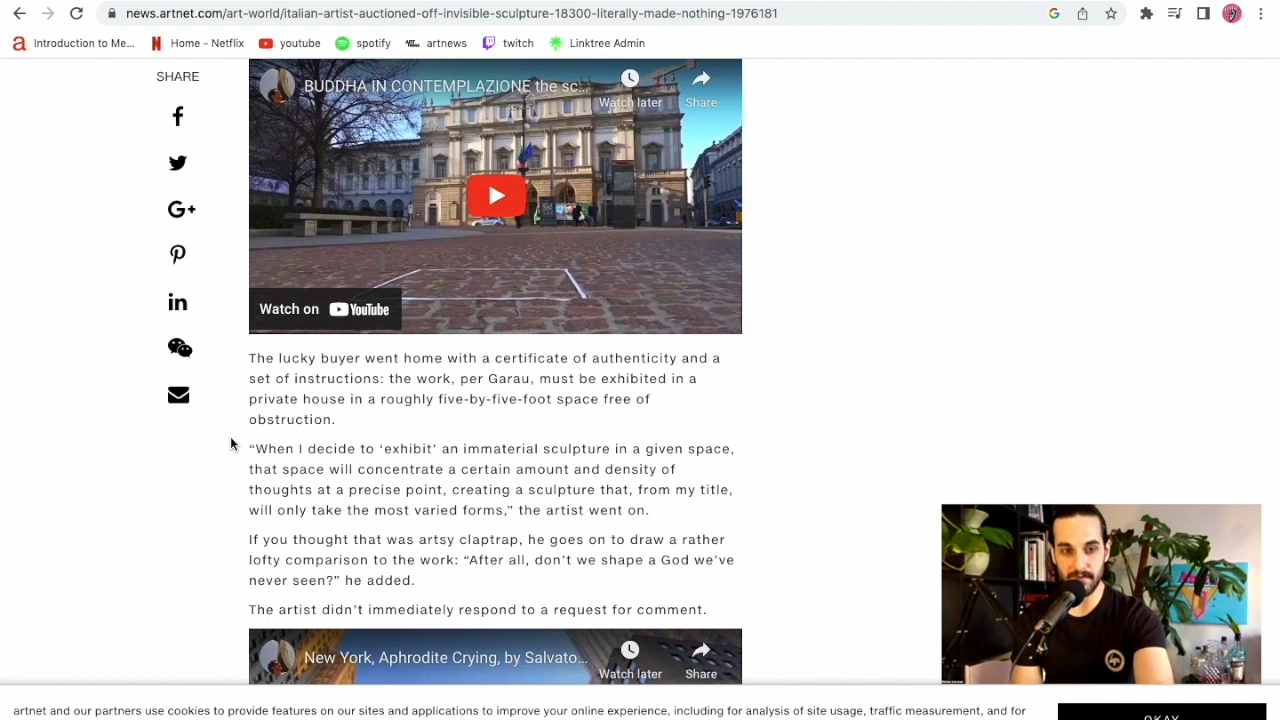 news.artnet.com/art-world/italian-artist-auctioned-off-invisible-sculpture-18300-literally-made-nothing-1976181
Introduction to Me...
Home - Netflix
youtube
spotify
artnews
twitch
Linktree Admin
SHARE
BUDDHA IN CONTEMPLAZIONE the sc...
Watch later
Share
Watch on YouTube
The lucky buyer went home with a certificate of authenticity and a
set of instructions: the work, per Garau, must be exhibited in a
private house in a roughly five-by-five-foot space free of
obstruction.
“When I decide to ‘exhibit’ an immaterial sculpture in a given space,
that space will concentrate a certain amount and density of
thoughts at a precise point, creating a sculpture that, from my title,
will only take the most varied forms,” the artist went on.
If you thought that was artsy claptrap, he goes on to draw a rather
lofty comparison to the work: “After all, don’t we shape a God we’ve
never seen?” he added.
The artist didn’t immediately respond to a request for comment.
New York, Aphrodite Crying, by Salvato...
Watch later
Share
artnet and our partners use cookies to provide features on our sites and applications to improve your online experience, including for analysis of site usage, traffic measurement, and for
OKAY